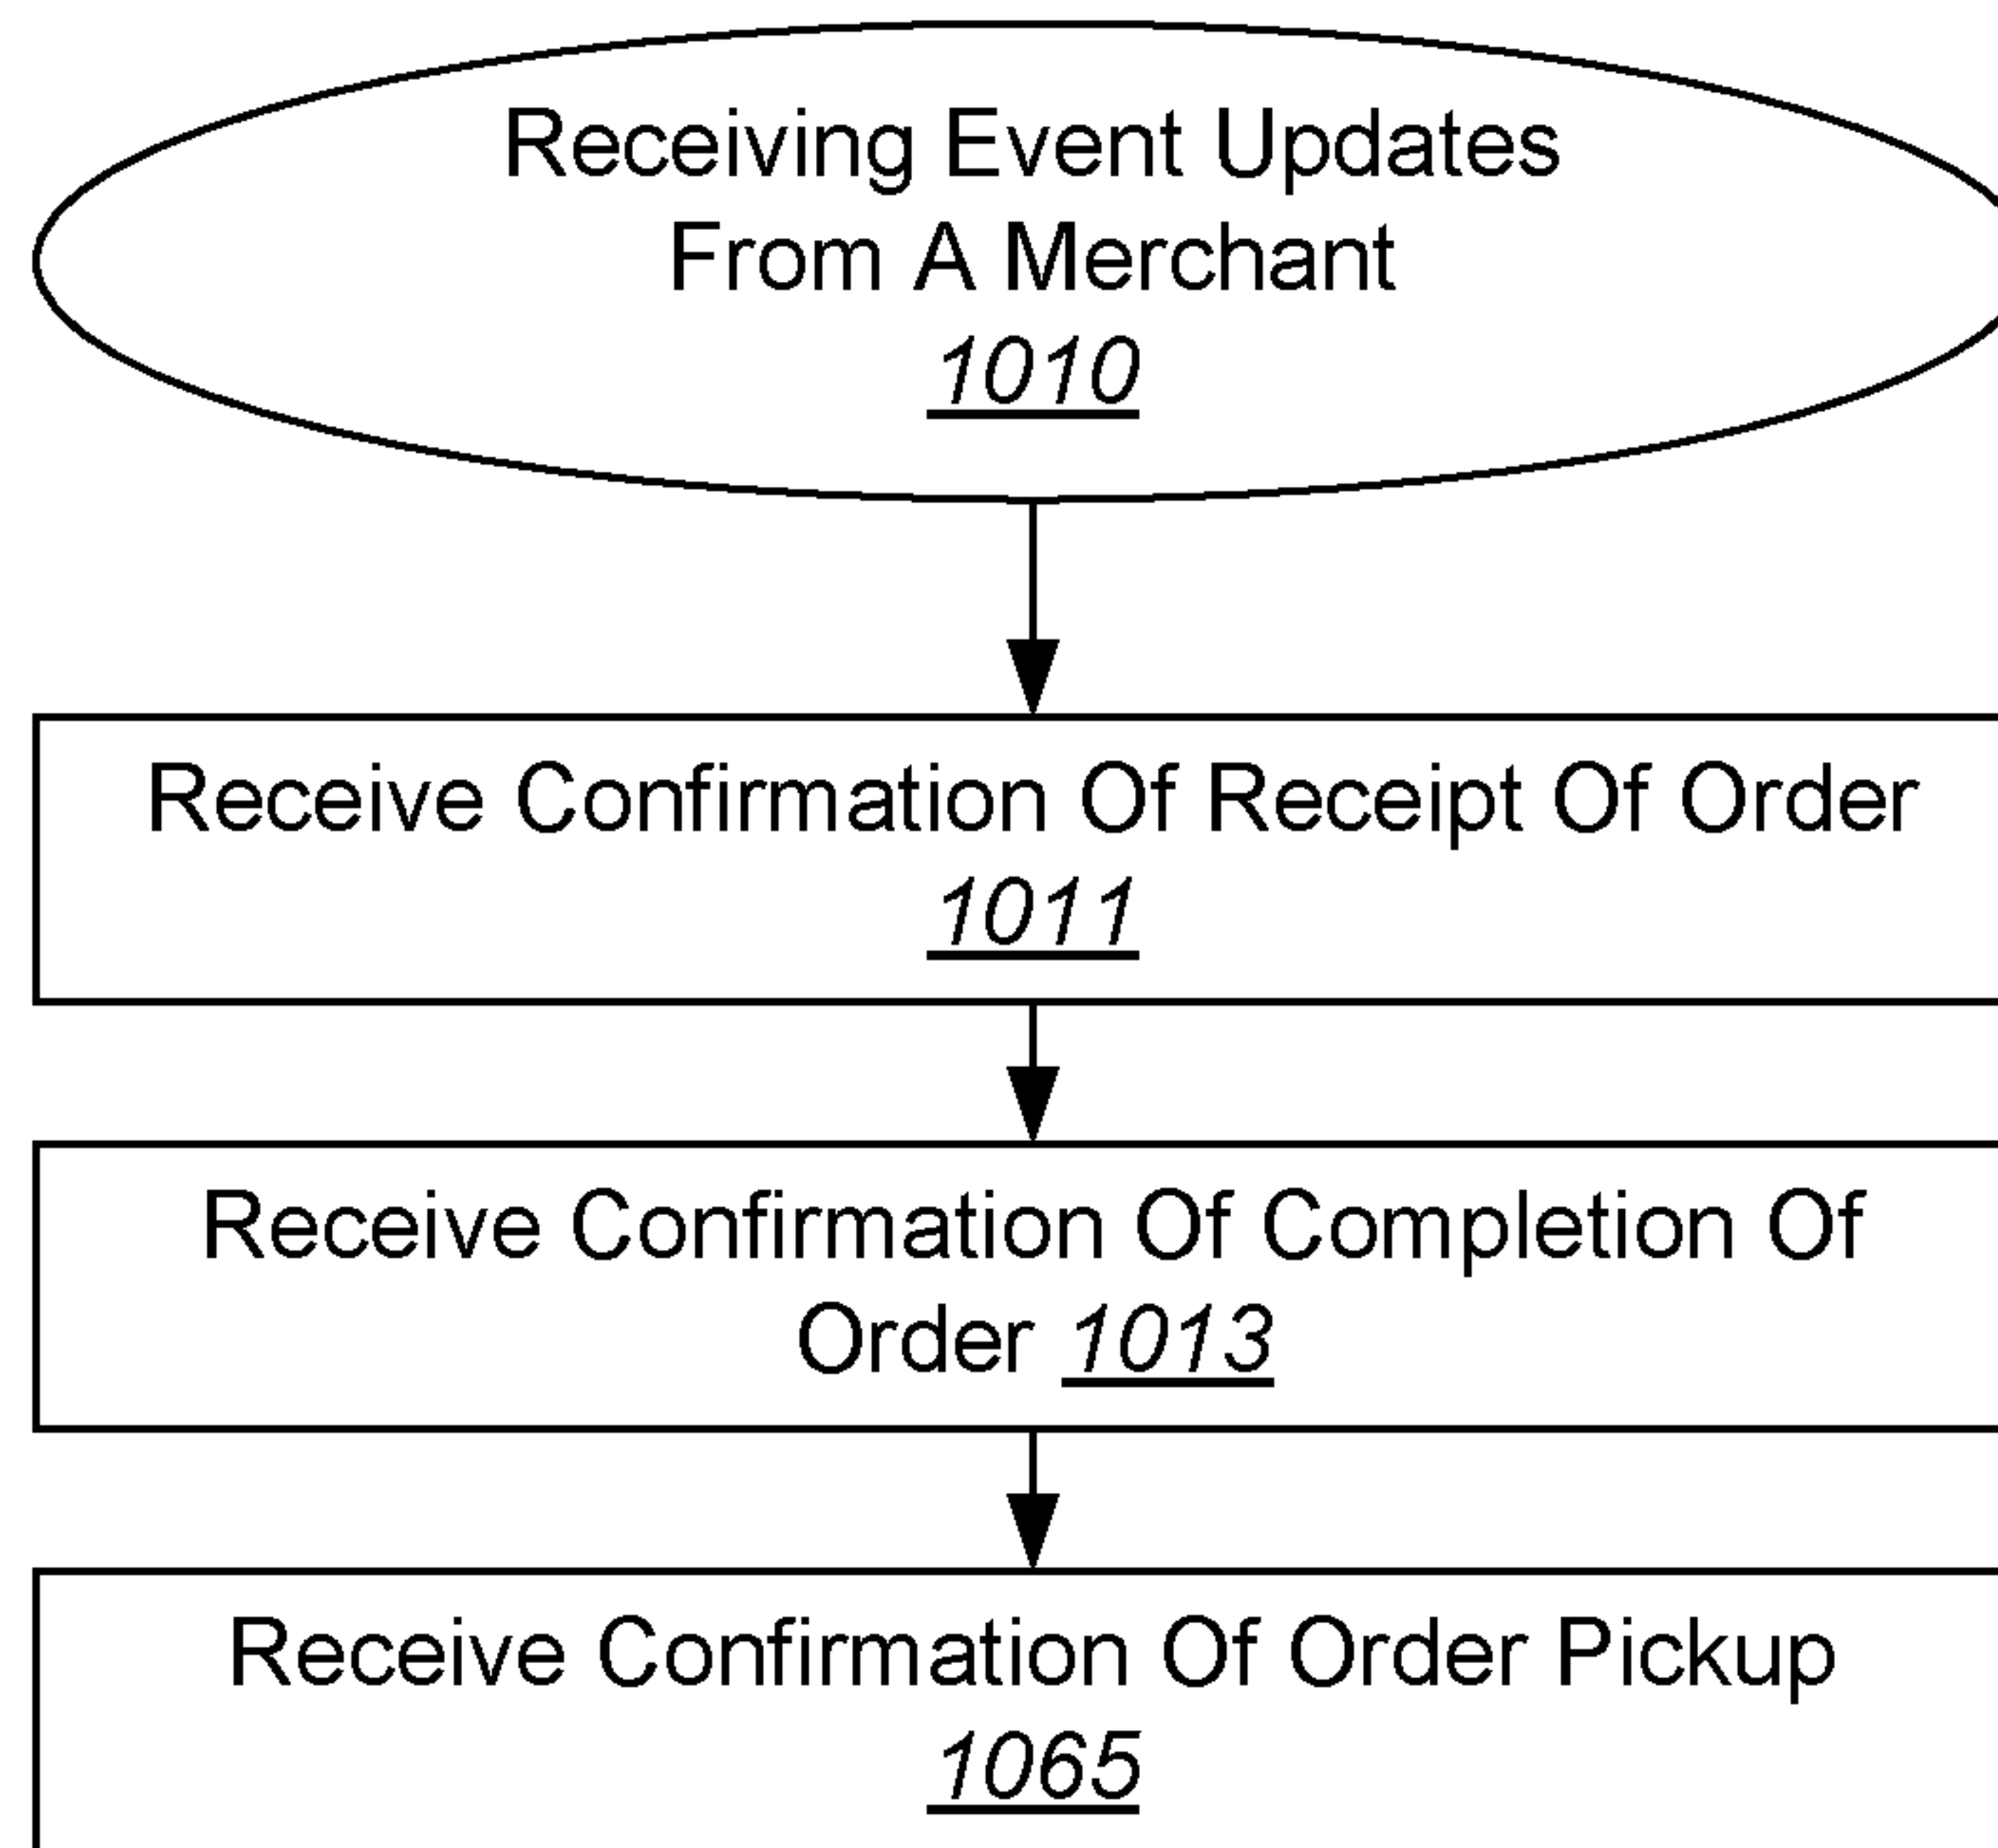 Receiving Event Updates
From A Merchant
1010
Receive Confirmation Of Receipt Of Order
1011
Receive Confirmation Of Completion Of
Order 1013
Receive Confirmation Of Order Pickup
1065